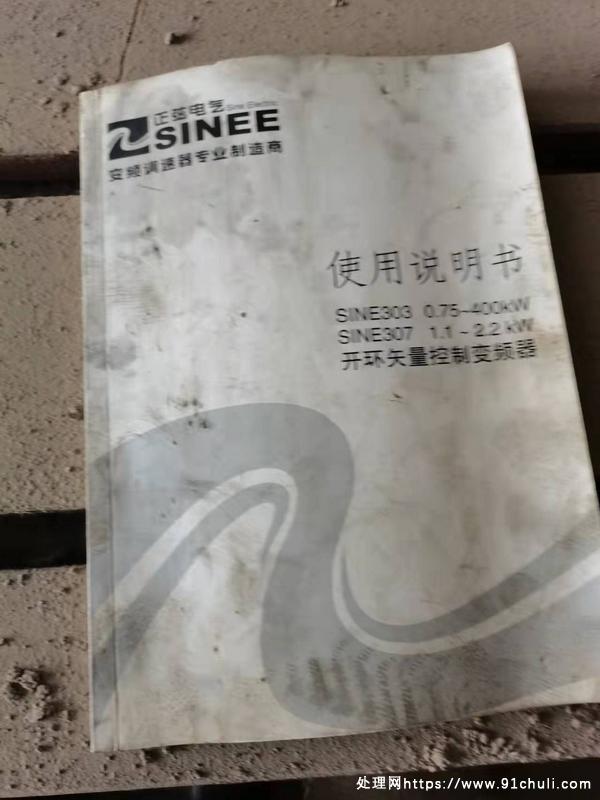 正弦电气 Sine Electric
SINEE
变频调速器专业制造商
使用说明书
SINE303 0.75~400kW
SINE307 1.1~2.2kW
开环矢量控制变频器
处理网https://www.91chuli.com